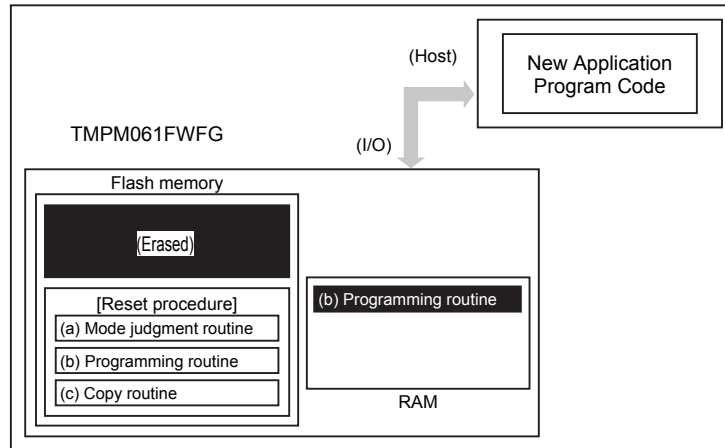 (Host)
New Application
Program Code
TMPM061FWFG
(I/O)
Flash memory
(Erased)
[Reset procedure]
(a) Mode judgment routine
(b) Programming routine
(c) Copy routine
(b) Programming routine
RAM